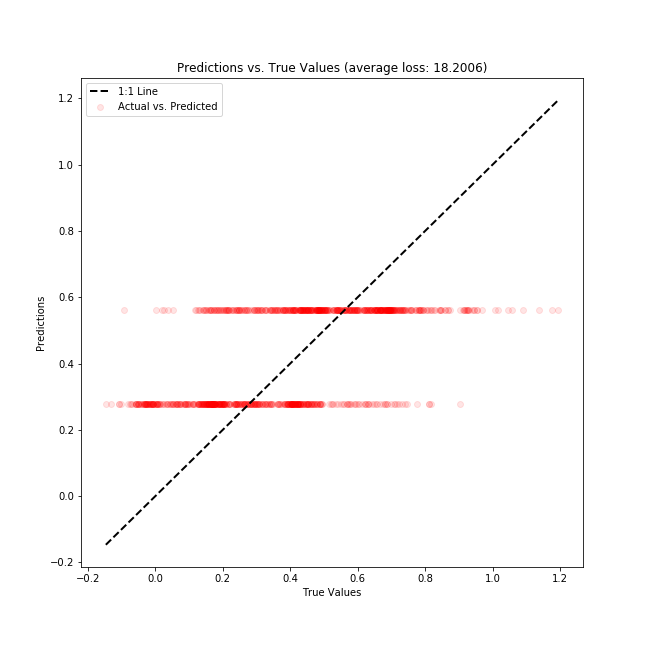 Predictions vs. True Values (average loss: 18.2006)
1:1 Line
Actual vs. Predicted
1.2
1.0
0.8
0.6
0.4
0.2
0.0
−0.2
Predictions
−0.2 0.0 0.2 0.4 0.6 0.8 1.0 1.2
True Values